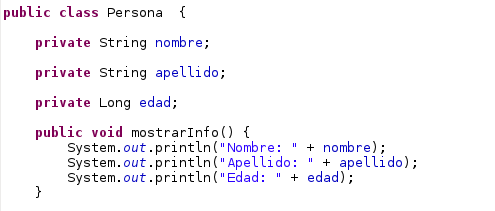 public class Persona  {
private String nombre;
private String apellido;
private Long edad;
public void mostrarInfo() {
System.out.println("Nombre: " + nombre);
System.out.println("Apellido: " + apellido);
System.out.println("Edad: " + edad);
}